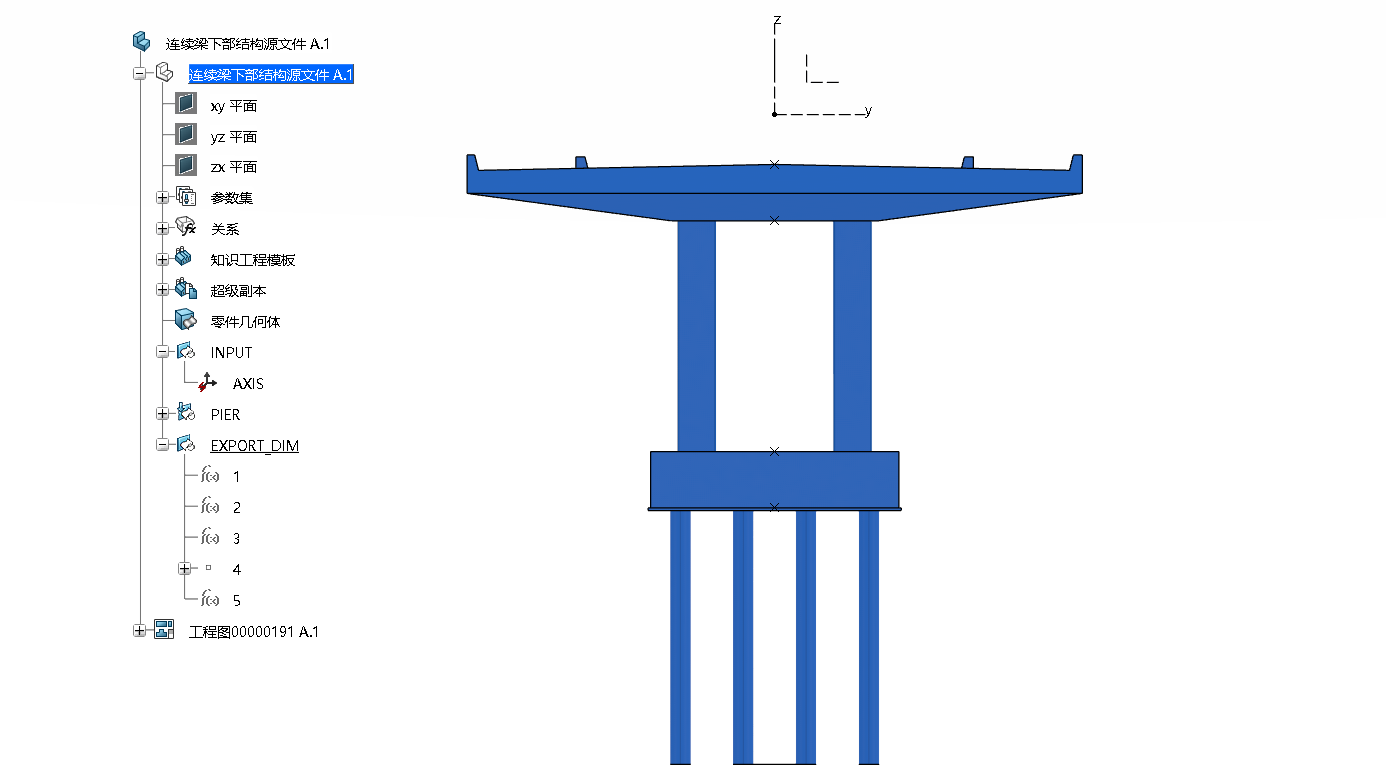 连续梁下部结构源文件 A.1
连续梁下部结构源文件 A.1
xy 平面
yz 平面
zx 平面
参数集
关系
知识工程模板
超级副本
零件几何体
INPUT
AXIS
PIER
EXPORT_DIM
1
2
3
4
5
工程图00000191 A.1
z
y